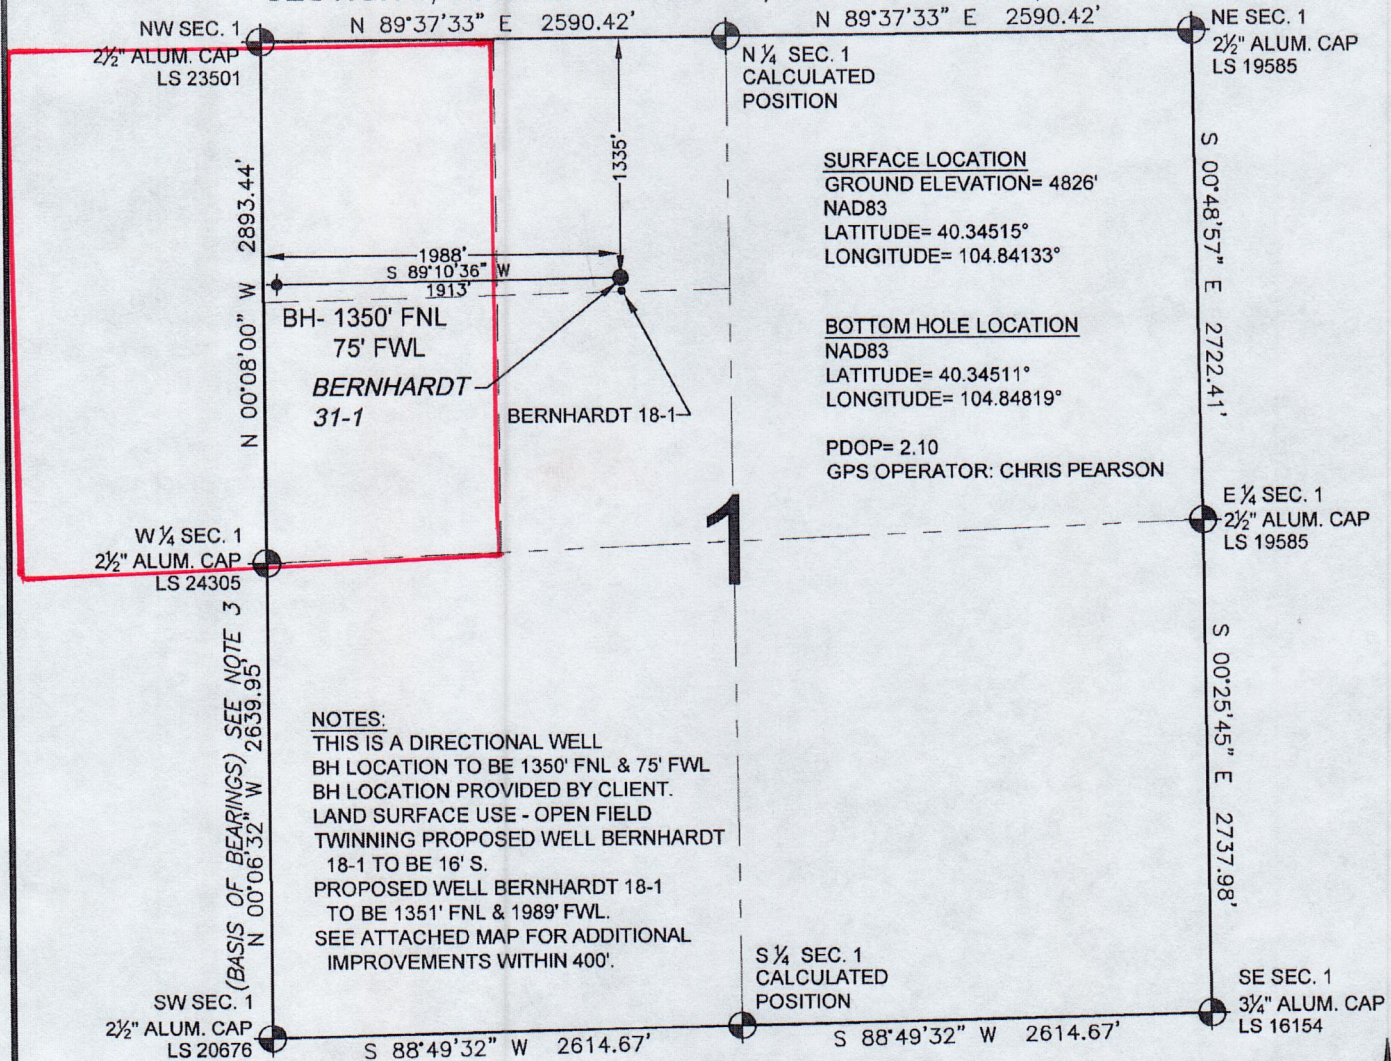 N 89°37'33" E 2590.42'
N 89°37'33" E 2590.42'
NW SEC. 1
2½" ALUM. CAP
LS 23501
N ¼ SEC. 1
CALCULATED
POSITION
NE SEC. 1
2½" ALUM. CAP
LS 19585
1335'
N 00°08'00" W 2893.44'
S 00°48'57" E 2722.41'
SURFACE LOCATION
GROUND ELEVATION= 4826'
NAD83
LATITUDE= 40.34515°
LONGITUDE= 104.84133°
1988'
S 89°10'36" W
1913'
BH- 1350' FNL
75' FWL
BERNHARDT
31-1
BERNHARDT 18-1
BOTTOM HOLE LOCATION
NAD83
LATITUDE= 40.34511°
LONGITUDE= 104.84819°
PDOP= 2.10
GPS OPERATOR: CHRIS PEARSON
W ¼ SEC. 1
2½" ALUM. CAP
LS 24305
1
E ¼ SEC. 1
2½" ALUM. CAP
LS 19585
(BASIS OF BEARINGS) SEE NOTE 3
N 00°06'32" W 2639.95'
S 00°25'45" E 2737.98'
NOTES:
THIS IS A DIRECTIONAL WELL
BH LOCATION TO BE 1350' FNL & 75' FWL
BH LOCATION PROVIDED BY CLIENT.
LAND SURFACE USE - OPEN FIELD
TWINNING PROPOSED WELL BERNHARDT
18-1 TO BE 16' S.
PROPOSED WELL BERNHARDT 18-1
TO BE 1351' FNL & 1989' FWL.
SEE ATTACHED MAP FOR ADDITIONAL
IMPROVEMENTS WITHIN 400'.
SW SEC. 1
2½" ALUM. CAP
LS 20676
S ¼ SEC. 1
CALCULATED
POSITION
SE SEC. 1
3¼" ALUM. CAP
LS 16154
S 88°49'32" W 2614.67'
S 88°49'32" W 2614.67'